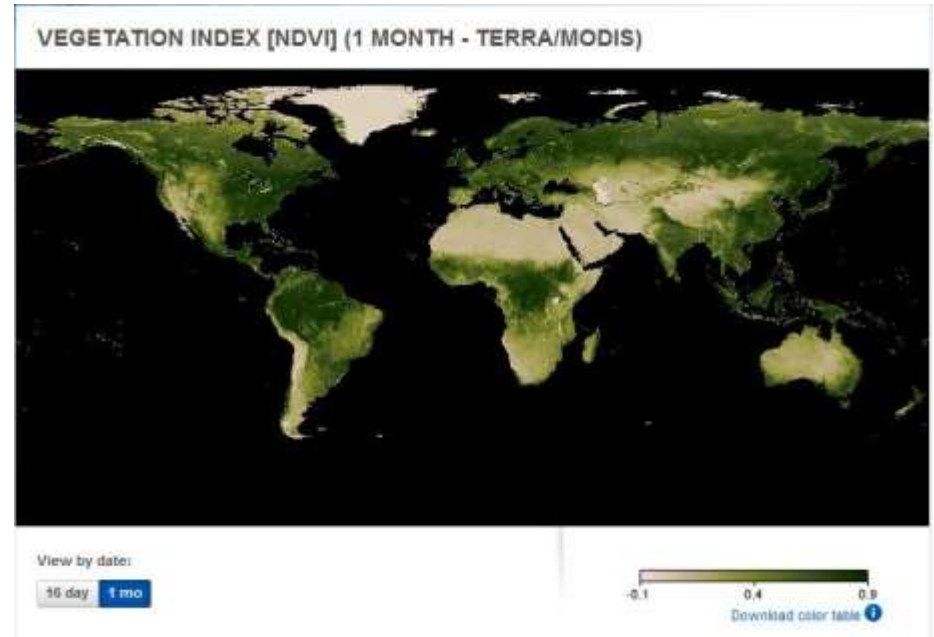 VEGETATION INDEX [NDVI] (1 MONTH - TERRA/MODIS)
View by date:
16 day 1 mo
-0.1 0.4 0.9
Download color table i